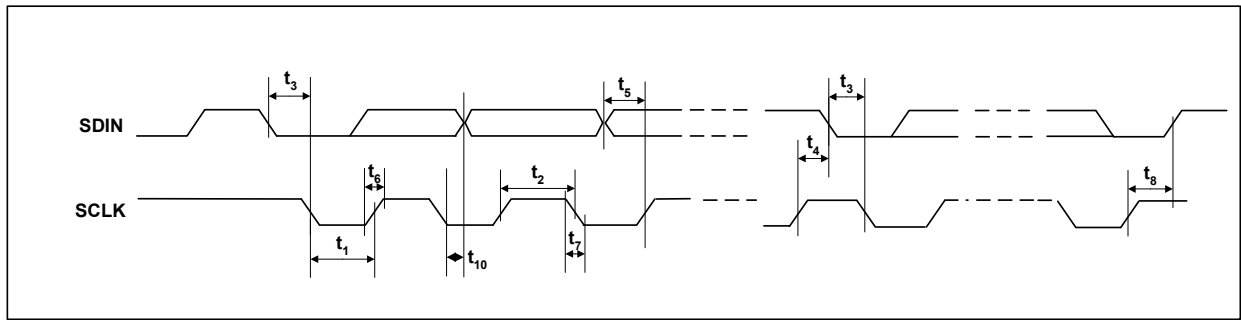 t₃
t₅
t₃
SDIN
t₄
t₆
t₂
t₈
SCLK
t₁
t₇
t₁₀